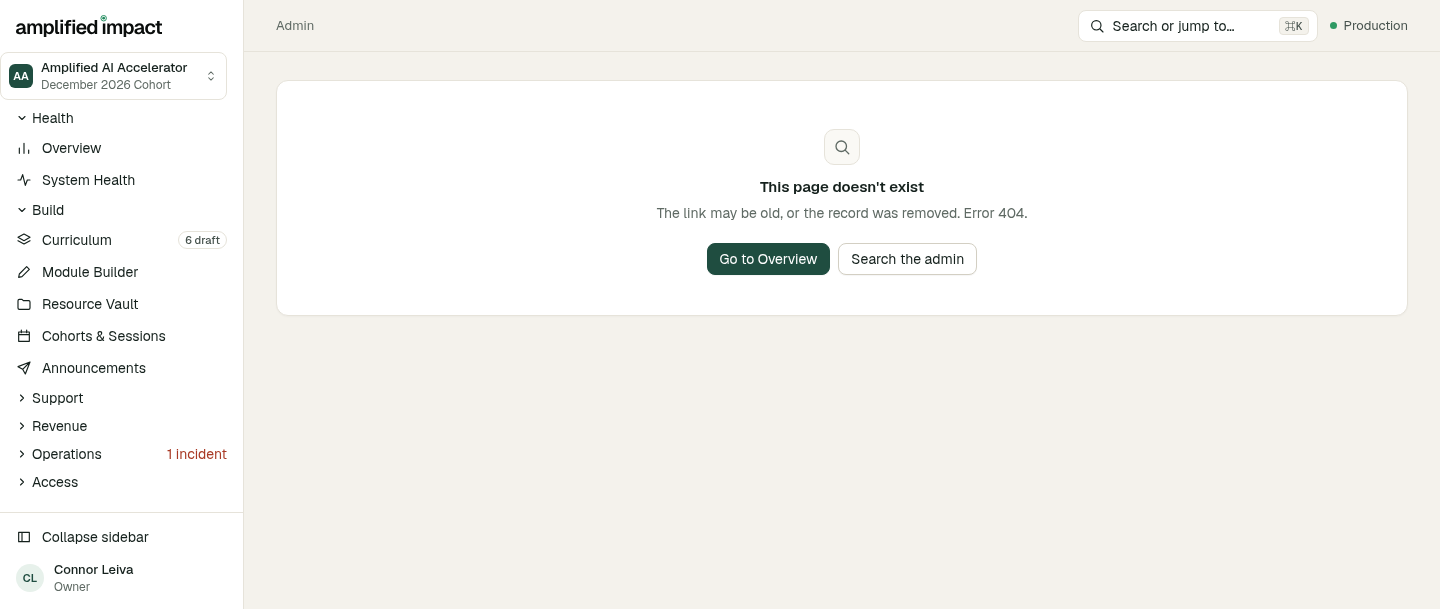 amplified impact
AA
Amplified AI Accelerator
December 2026 Cohort
Health
Overview
System Health
Build
Curriculum
6 draft
Module Builder
Resource Vault
Cohorts & Sessions
Announcements
Support
Revenue
Operations
1 incident
Access
Collapse sidebar
CL
Connor Leiva
Owner
Admin
Search or jump to...
⌘K
Production
This page doesn't exist
The link may be old, or the record was removed. Error 404.
Go to Overview
Search the admin